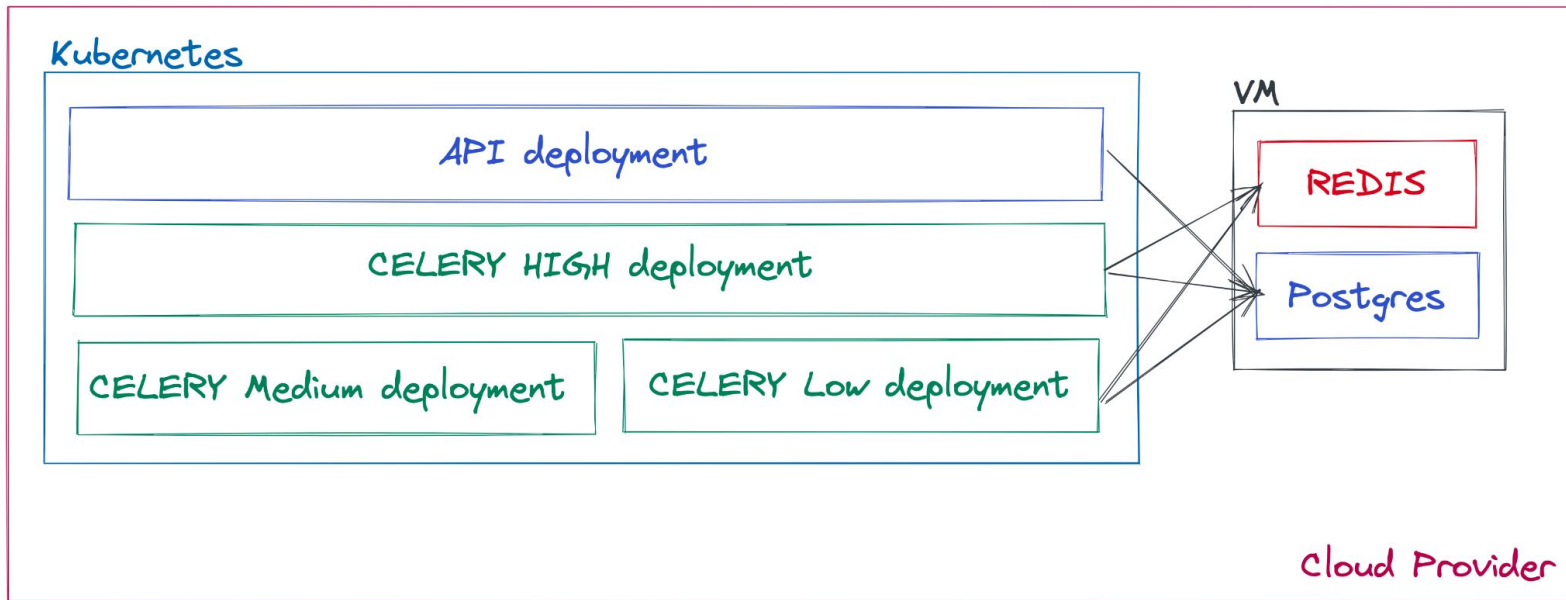 Kubernetes
VM
API deployment
REDIS
CELERY HIGH deployment
Postgres
CELERY Medium deployment
CELERY Low deployment
Cloud Provider